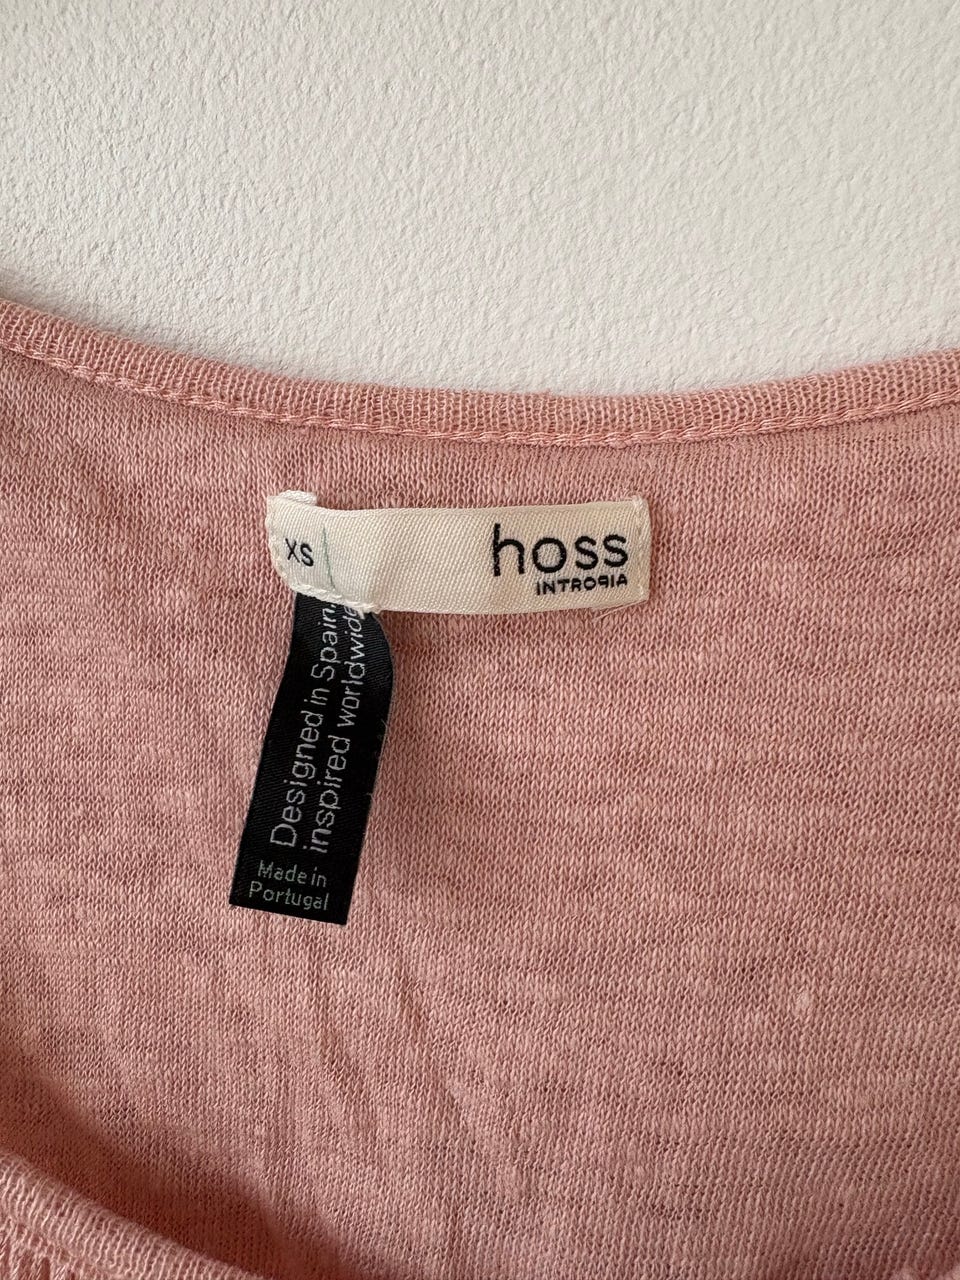 XS
hoss
INTROPIA
Designed in Spain,
inspired worldwide
Made in
Portugal